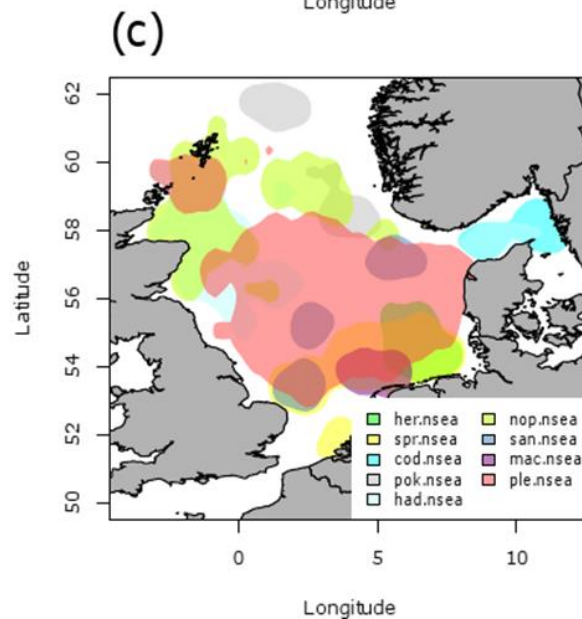 Longitude
(c)
62
60
58
56
54
52
50
Latitude
her.nsea
spr.nsea
cod.nsea
pok.nsea
had.nsea
nop.nsea
san.nsea
mac.nsea
ple.nsea
0 5 10
Longitude